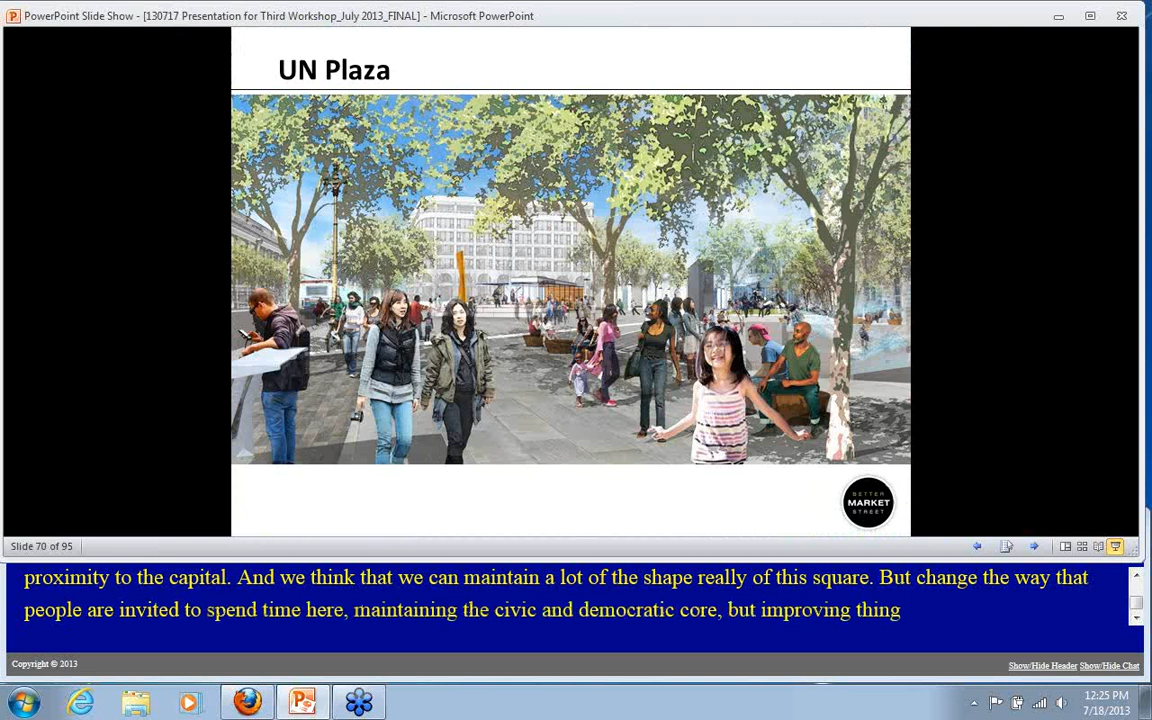 PowerPoint Slide Show - [130717 Presentation for Third Workshop_July 2013_FINAL] - Microsoft PowerPoint
UN Plaza
BETTER
MARKET
STREET
Slide 70 of 95
proximity to the capital. And we think that we can maintain a lot of the shape really of this square. But change the way that
people are invited to spend time here, maintaining the civic and democratic core, but improving thing
Copyright © 2013
Show/Hide Header Show/Hide Chat
12:25 PM
7/18/2013